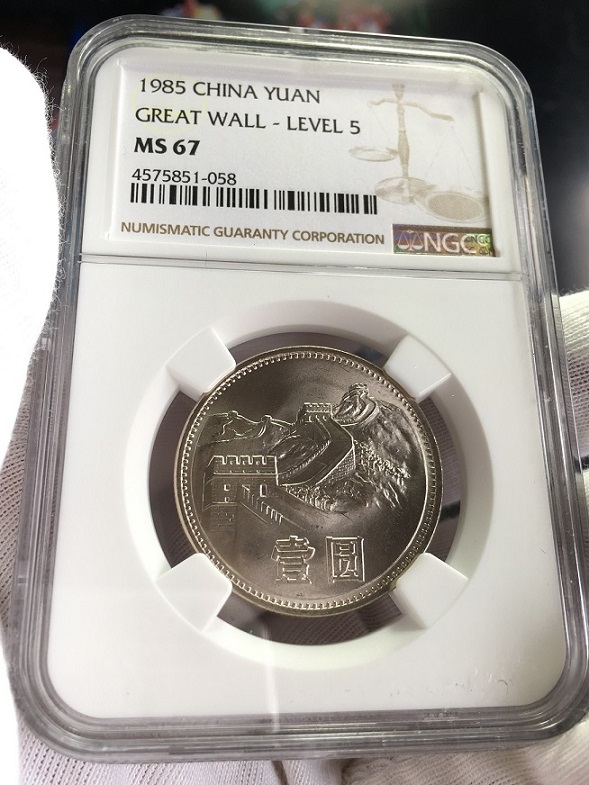 1985 CHINA YUAN
GREAT WALL - LEVEL 5
MS 67
4575851-058
NUMISMATIC GUARANTY CORPORATION NGC
壹圆